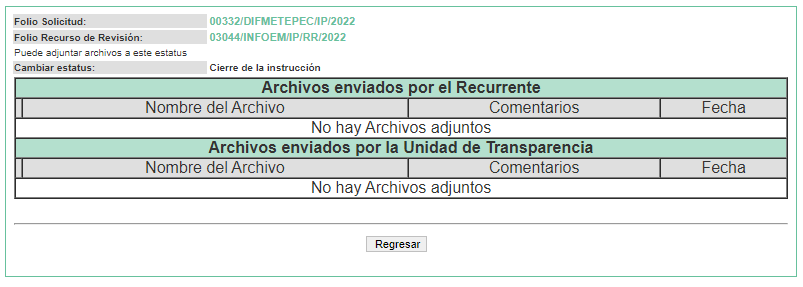 Folio Solicitud: 00332/DIFMETEPEC/IP/2022
Folio Recurso de Revisión: 03044/INFOEM/IP/RR/2022
Puede adjuntar archivos a este estatus
Cambiar estatus: Cierre de la instrucción
Archivos enviados por el Recurrente
Nombre del Archivo Comentarios Fecha
No hay Archivos adjuntos
Archivos enviados por la Unidad de Transparencia
Nombre del Archivo Comentarios Fecha
No hay Archivos adjuntos
Regresar